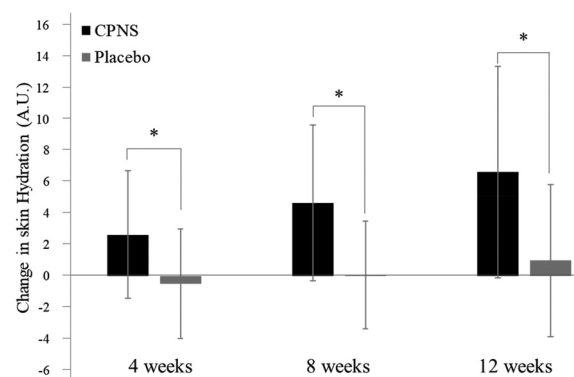 16
14
12
10
8
6
4
2
0
-2
-4
-6
Change in skin Hydration (A.U.)
CPNS
Placebo
*
*
*
4 weeks
8 weeks
12 weeks